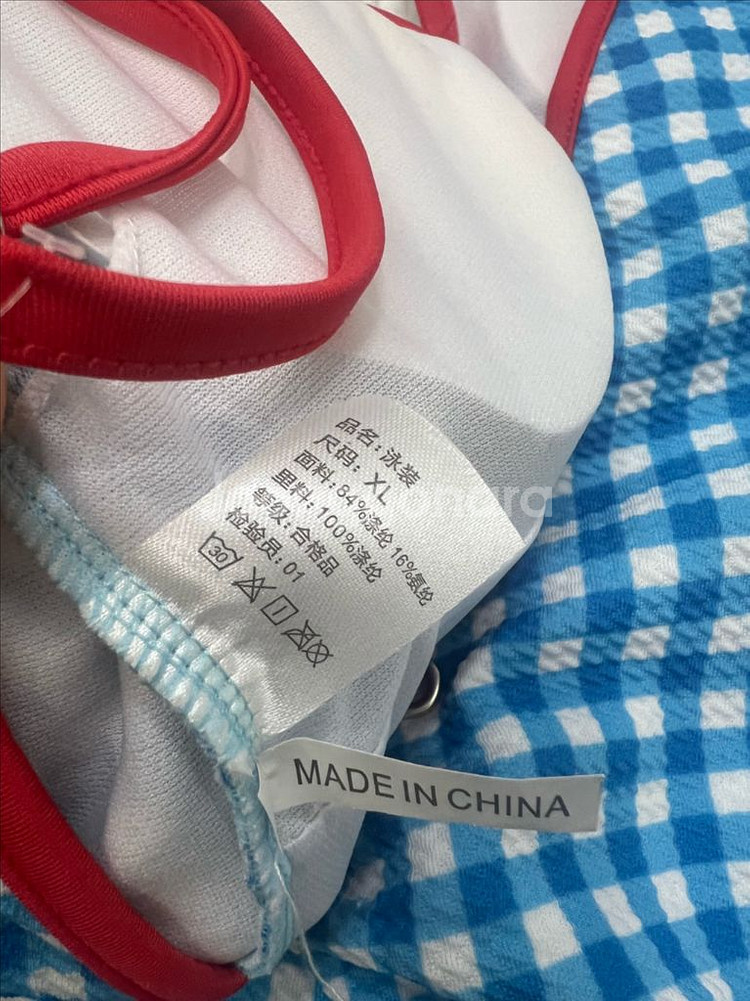 品名:泳装
尺码: XL
面料:84%涤纶 16%氨纶
里料:100%涤纶
等级:合格品
检验员:01
30
MADE IN CHINA